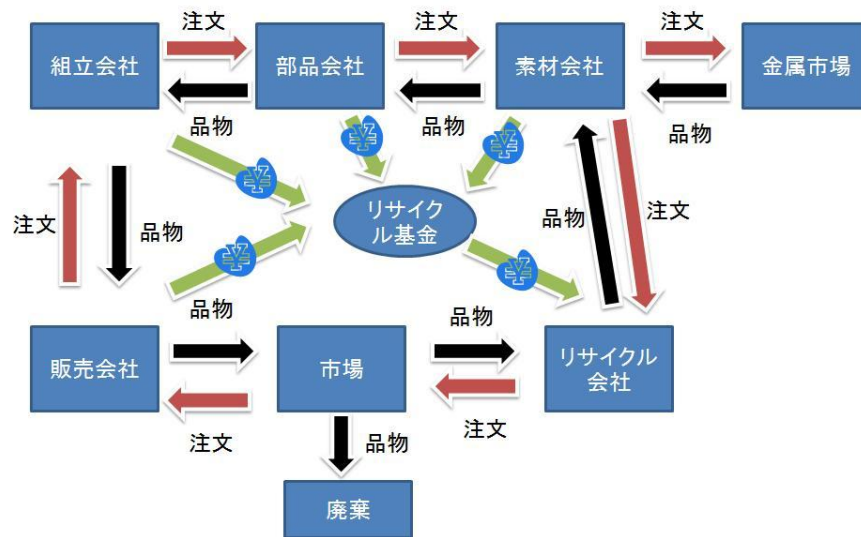 注文
注文
注文
組立会社
部品会社
素材会社
金属市場
品物
品物
品物
¥
¥
¥
リサイク
ル基金
注文
品物
品物
注文
¥
¥
品物
品物
販売会社
市場
リサイクル
会社
注文
注文
品物
廃棄